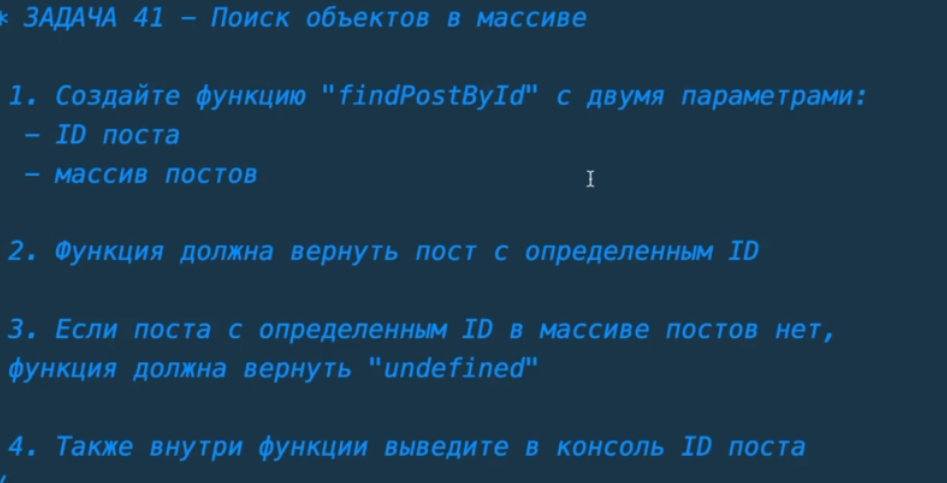 * ЗАДАЧА 41 – Поиск объектов в массиве
1. Создайте функцию "findPostById" с двумя параметрами:
– ID поста
– массив постов
2. Функция должна вернуть пост с определенным ID
3. Если поста с определенным ID в массиве постов нет,
функция должна вернуть "undefined"
4. Также внутри функции выведите в консоль ID поста